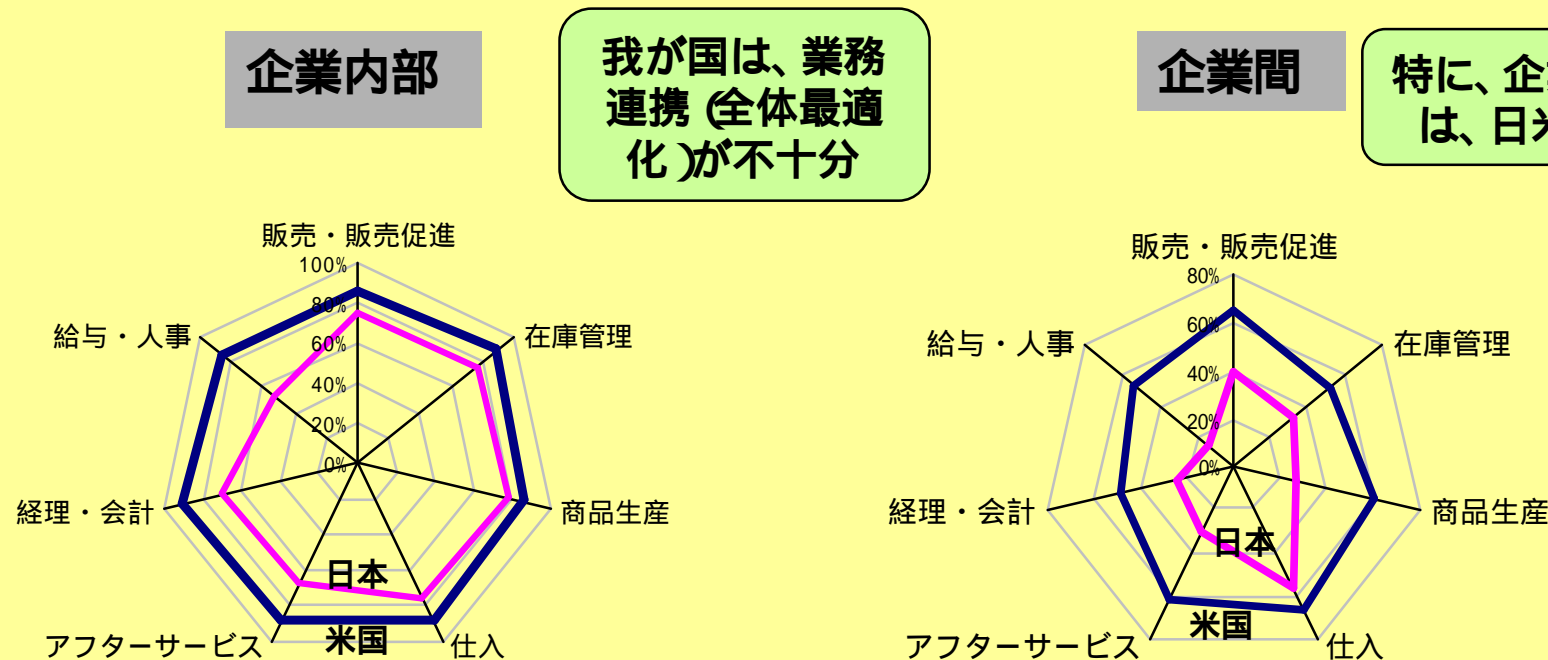 企業内部
我が国は、業務
連携(全体最適
化)が不十分
販売・販売促進
100%
80%
60%
40%
20%
0%
給与・人事
在庫管理
経理・会計
商品生産
アフターサービス
仕入
日本
米国
企業間
特に、企
は、日米
販売・販売促進
80%
60%
40%
20%
0%
給与・人事
在庫管理
経理・会計
商品生産
アフターサービス
仕入
日本
米国